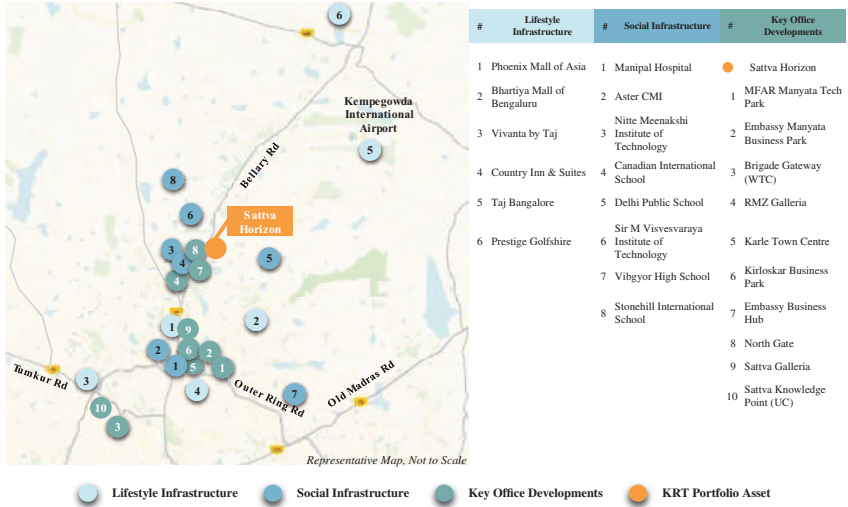 6
Kempegowda
International
Airport
5
Bellary Rd
8
6
Sattva
Horizon
3
8
4
7
5
4
1
9
2
2
6
2
1
5
1
3
4
7
10
3
Tumkur Rd
Outer Ring Rd
Old Madras Rd
Representative Map, Not to Scale
# Lifestyle Infrastructure
1 Phoenix Mall of Asia
2 Bhartiya Mall of Bengaluru
3 Vivanta by Taj
4 Country Inn & Suites
5 Taj Bangalore
6 Prestige Golfshire
# Social Infrastructure
1 Manipal Hospital
2 Aster CMI
3 Nitte Meenakshi Institute of Technology
4 Canadian International School
5 Delhi Public School
6 Sir M Visvesvaraya Institute of Technology
7 Vibgyor High School
8 Stonehill International School
# Key Office Developments
Sattva Horizon
1 MFAR Manyata Tech Park
2 Embassy Manyata Business Park
3 Brigade Gateway (WTC)
4 RMZ Galleria
5 Karle Town Centre
6 Kirloskar Business Park
7 Embassy Business Hub
8 North Gate
9 Sattva Galleria
10 Sattva Knowledge Point (UC)
Lifestyle Infrastructure
Social Infrastructure
Key Office Developments
KRT Portfolio Asset